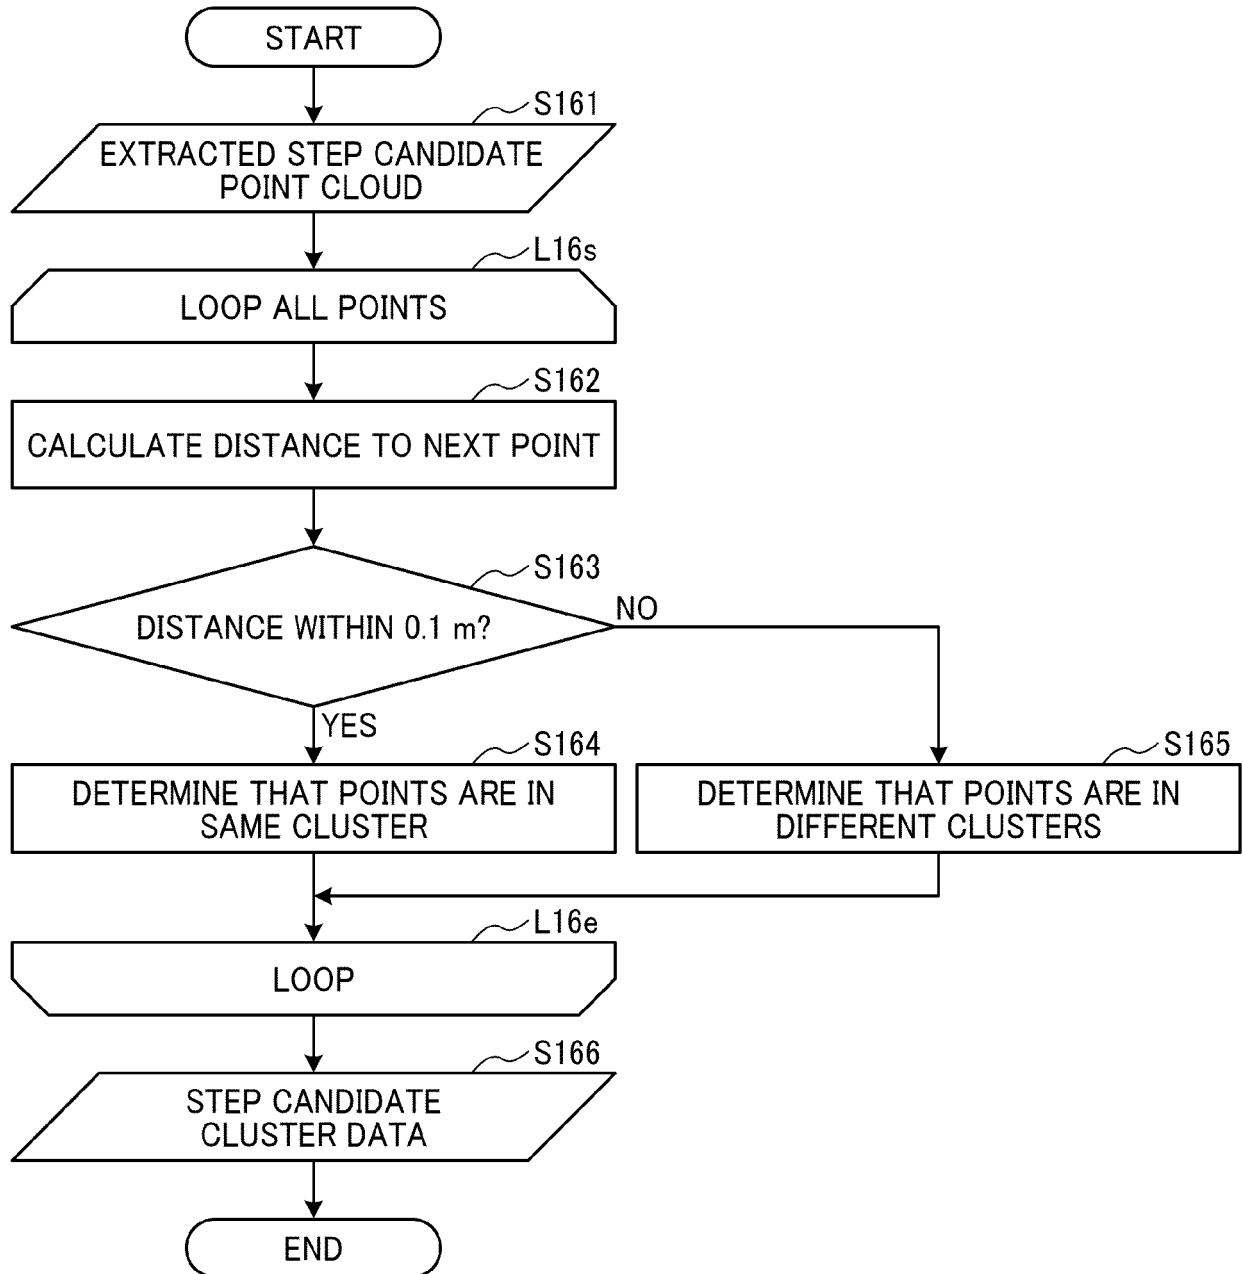 START
S161
EXTRACTED STEP CANDIDATE
POINT CLOUD
L16s
LOOP ALL POINTS
S162
CALCULATE DISTANCE TO NEXT POINT
S163
DISTANCE WITHIN 0.1 m?
NO
YES
S164
DETERMINE THAT POINTS ARE IN
SAME CLUSTER
S165
DETERMINE THAT POINTS ARE IN
DIFFERENT CLUSTERS
L16e
LOOP
S166
STEP CANDIDATE
CLUSTER DATA
END